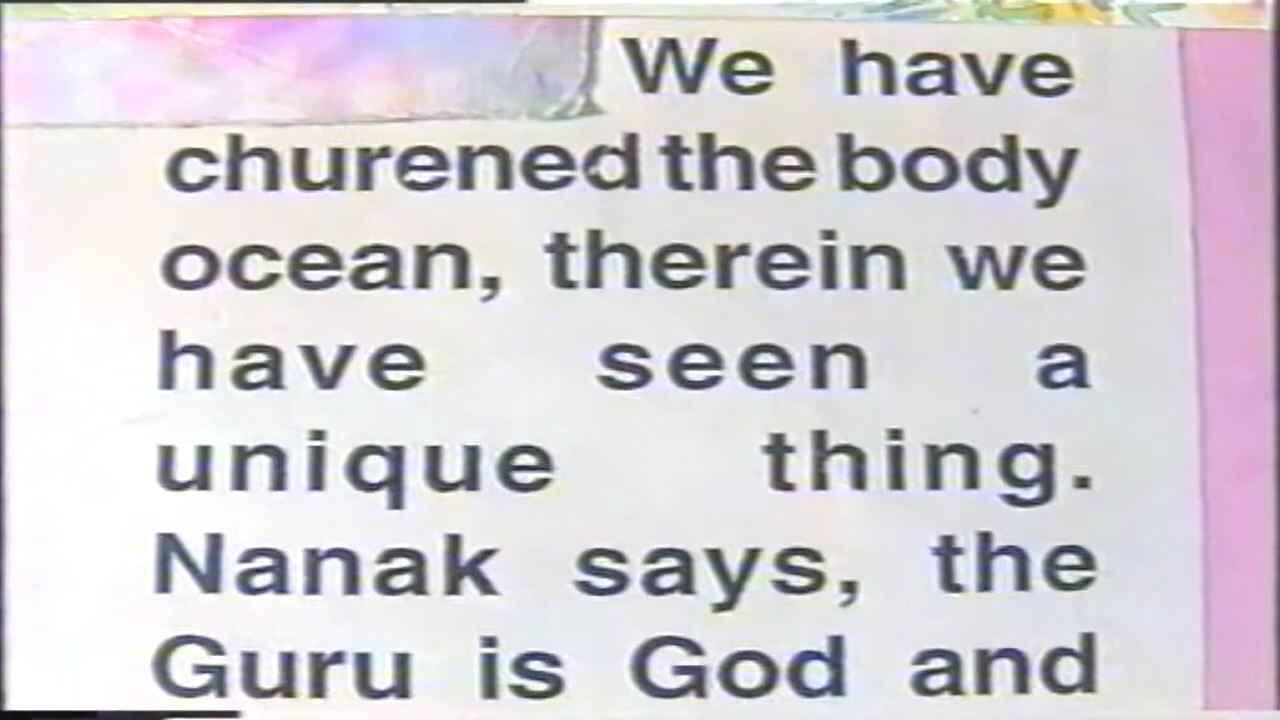 We have
churened the body
ocean, therein we
have seen a
unique thing.
Nanak says, the
Guru is God and